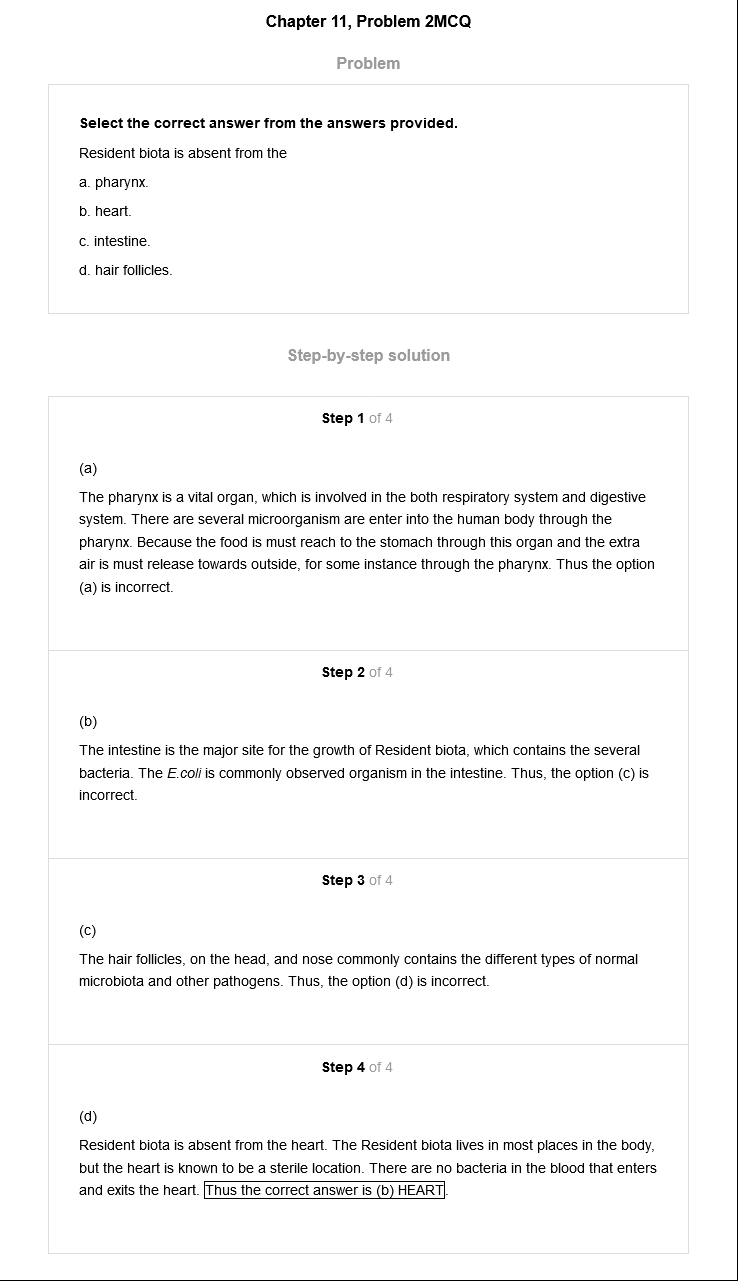 Chapter 11, Problem 2MCQ
Problem
Select the correct answer from the answers provided.
Resident biota is absent from the
a. pharynx.
b. heart.
c. intestine.
d. hair follicles.
Step-by-step solution
Step 1 of 4
(a)
The pharynx is a vital organ, which is involved in the both respiratory system and digestive
system. There are several microorganism are enter into the human body through the
pharynx. Because the food is must reach to the stomach through this organ and the extra
air is must release towards outside, for some instance through the pharynx. Thus the option
(a) is incorrect.
Step 2 of 4
(b)
The intestine is the major site for the growth of Resident biota, which contains the several
bacteria. The E.coli is commonly observed organism in the intestine. Thus, the option (c) is
incorrect.
Step 3 of 4
(c)
The hair follicles, on the head, and nose commonly contains the different types of normal
microbiota and other pathogens. Thus, the option (d) is incorrect.
Step 4 of 4
(d)
Resident biota is absent from the heart. The Resident biota lives in most places in the body,
but the heart is known to be a sterile location. There are no bacteria in the blood that enters
and exits the heart. Thus the correct answer is (b) HEART.